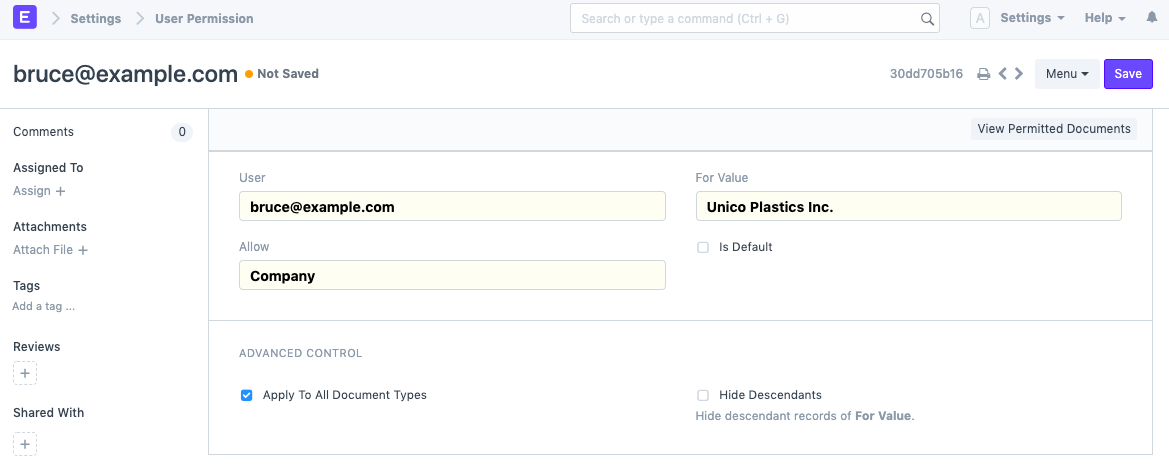 E Settings User Permission Search or type a command (Ctrl + G) A Settings Help
bruce@example.com Not Saved 30dd705b16 Menu Save
Comments 0
View Permitted Documents
Assigned To
Assign +
Attachments
Attach File +
Tags
Add a tag ...
Reviews
+
Shared With
+
User
bruce@example.com
For Value
Unico Plastics Inc.
Allow
Company
Is Default
ADVANCED CONTROL
Apply To All Document Types
Hide Descendants
Hide descendant records of For Value.